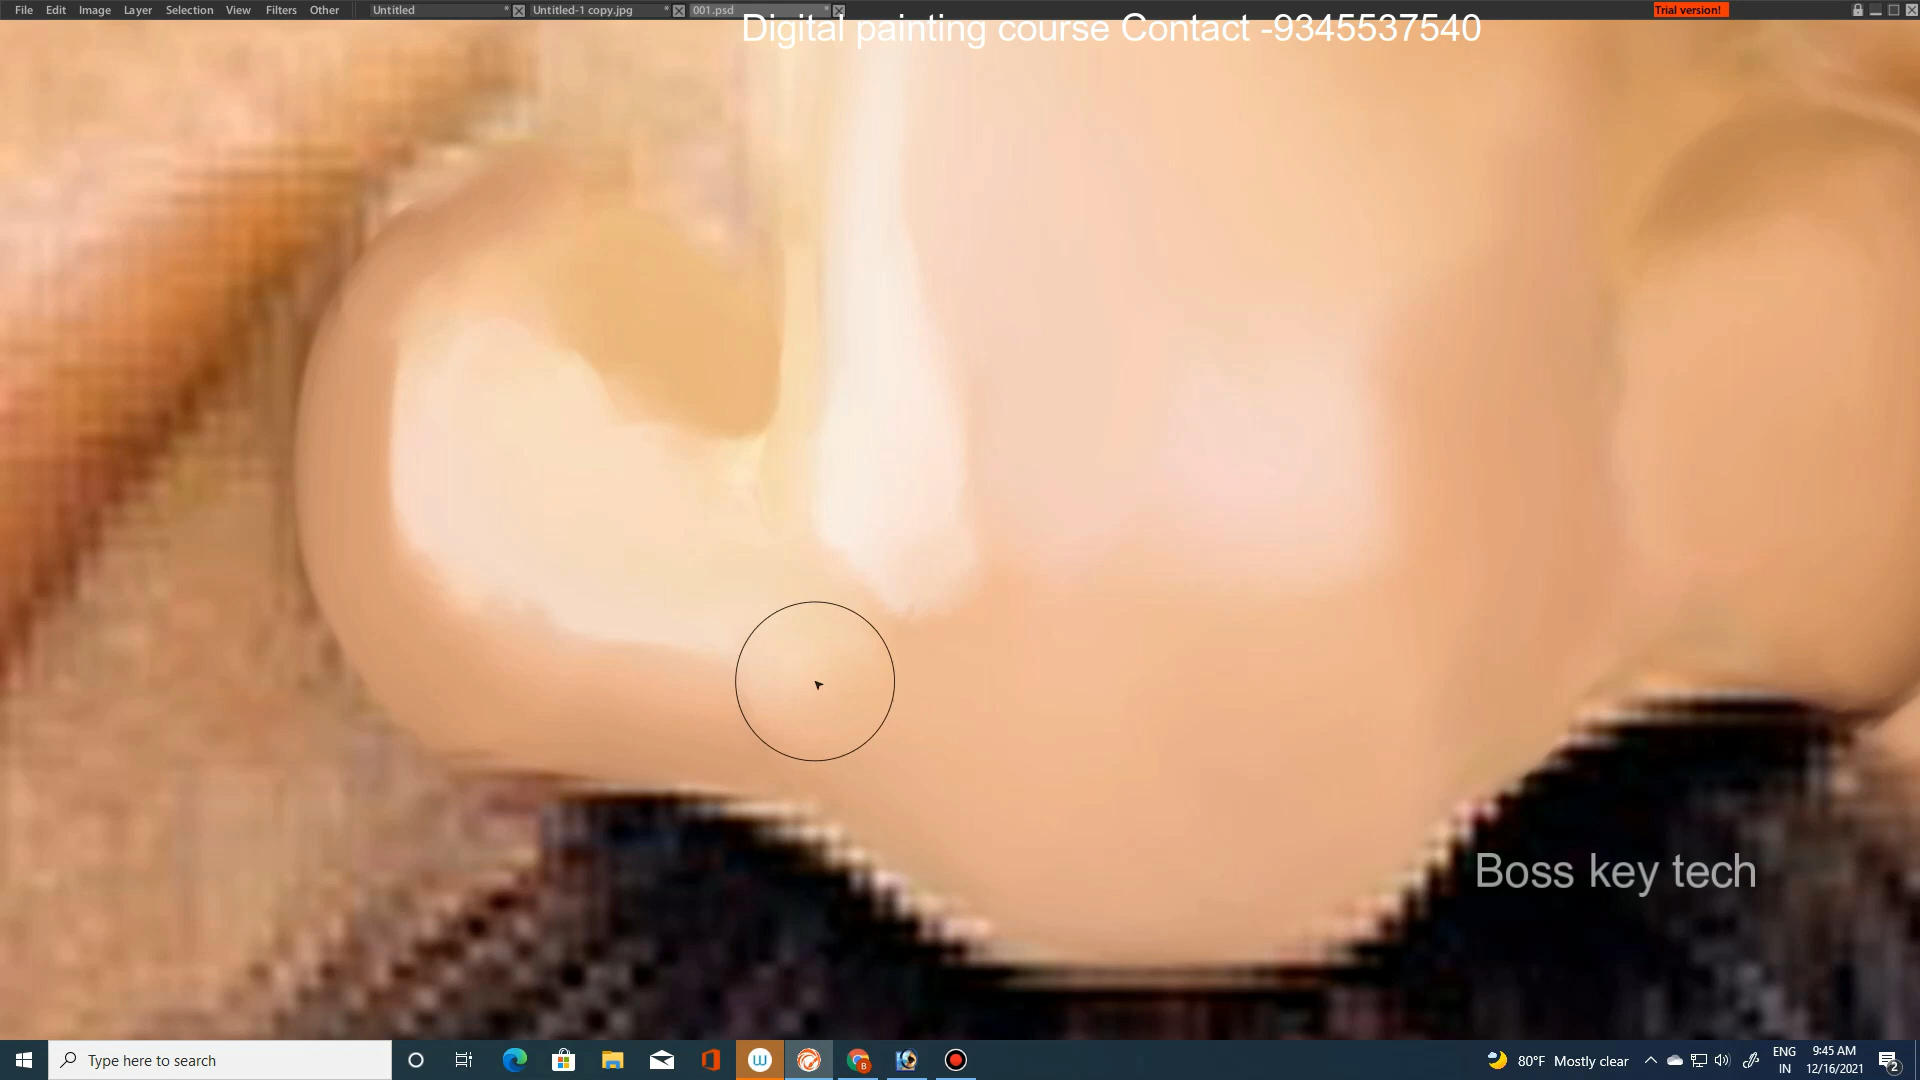 File Edit Image Layer Selection View Filters Other Untitled * Untitled-1 copy.jpg * 001.psd * Trial version!
Digital painting course Contact -9345537540
Boss key tech
Type here to search
80°F Mostly clear
ENG
IN
9:45 AM
12/16/2021
2